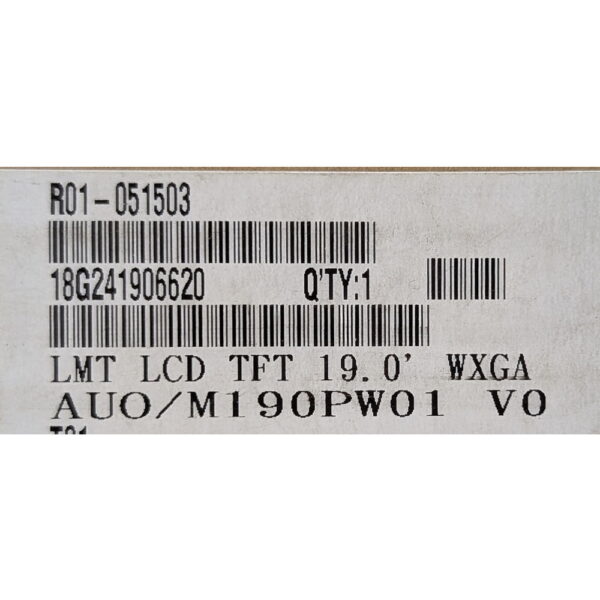 R01-051503
18G241906620 Q'TY:1
LMT LCD TFT 19.0' WXGA
AUO/M190PW01 V0